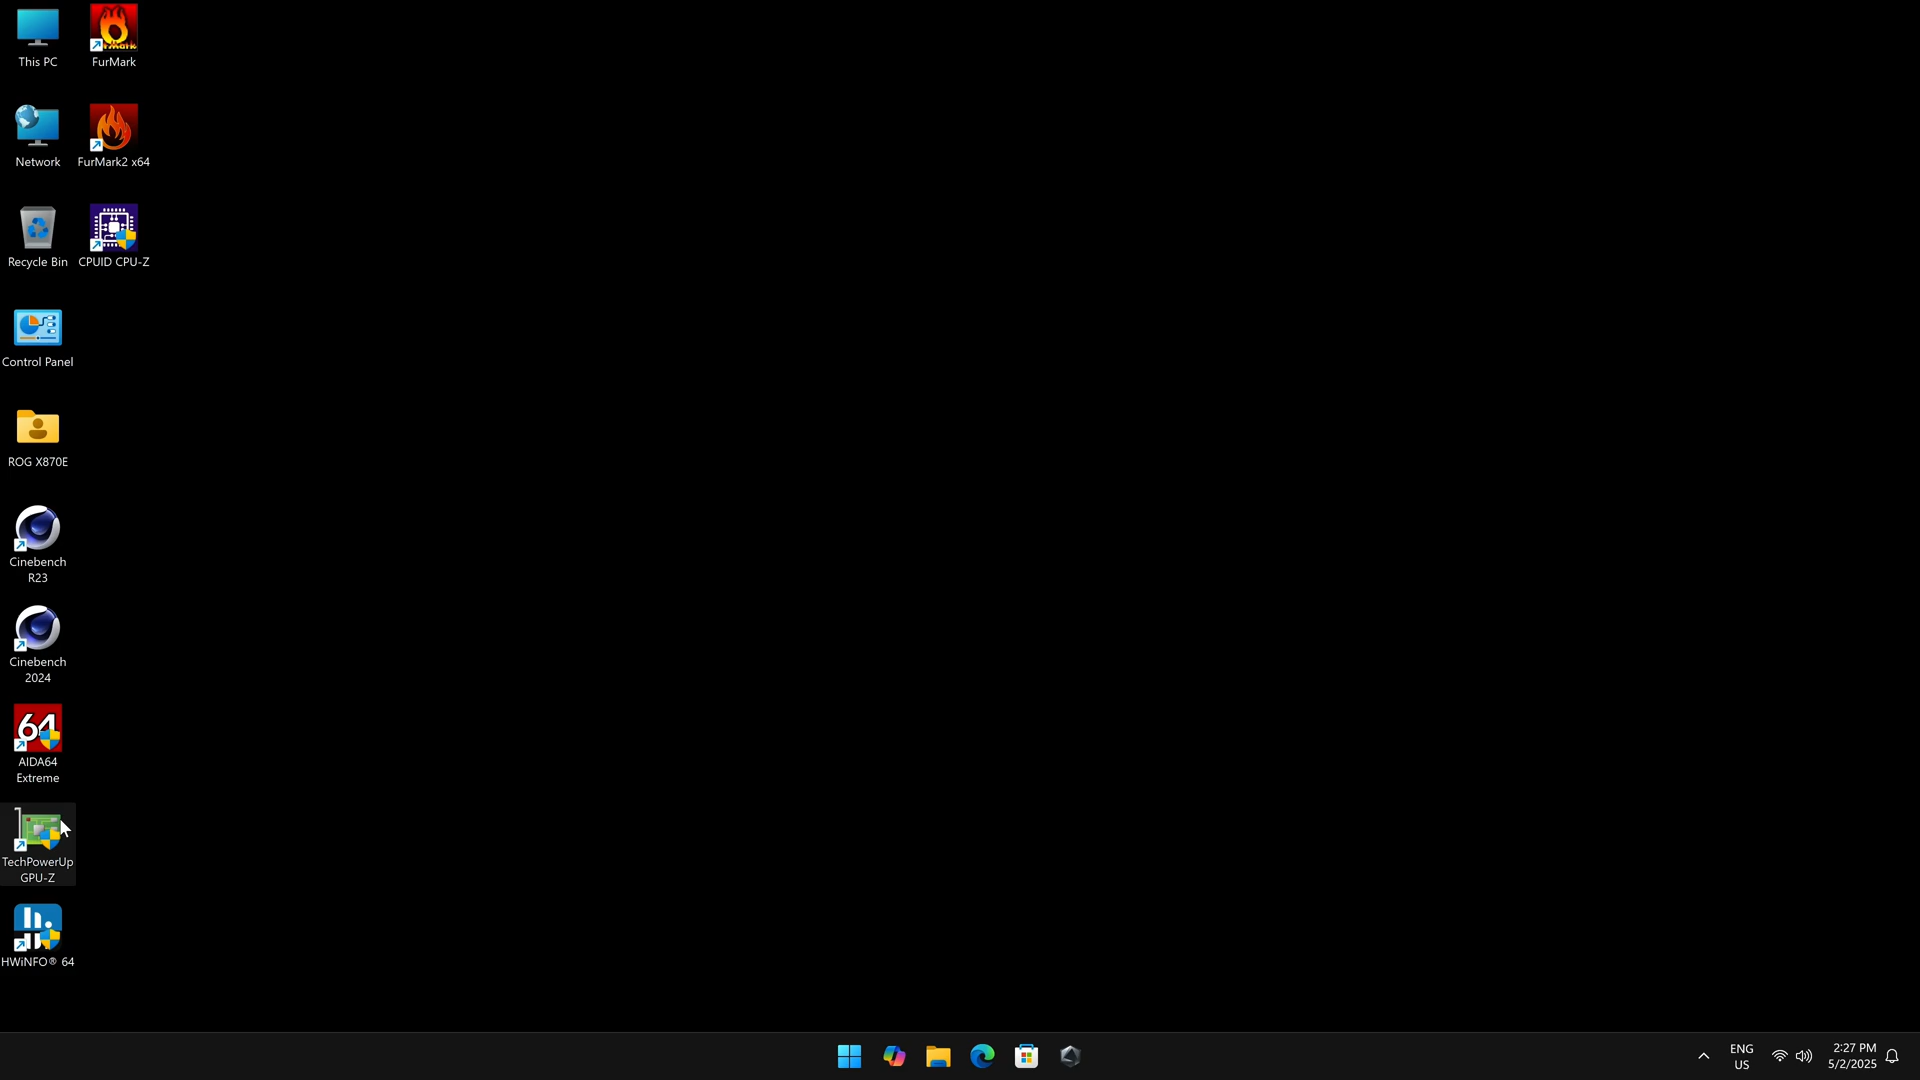 This PC
FurMark
Network
FurMark2 x64
Recycle Bin
CPUID CPU-Z
Control Panel
ROG X870E
Cinebench
R23
Cinebench
2024
64
AIDA64
Extreme
TechPowerUp
GPU-Z
HWiNFO® 64
ENG
US
2:27 PM
5/2/2025